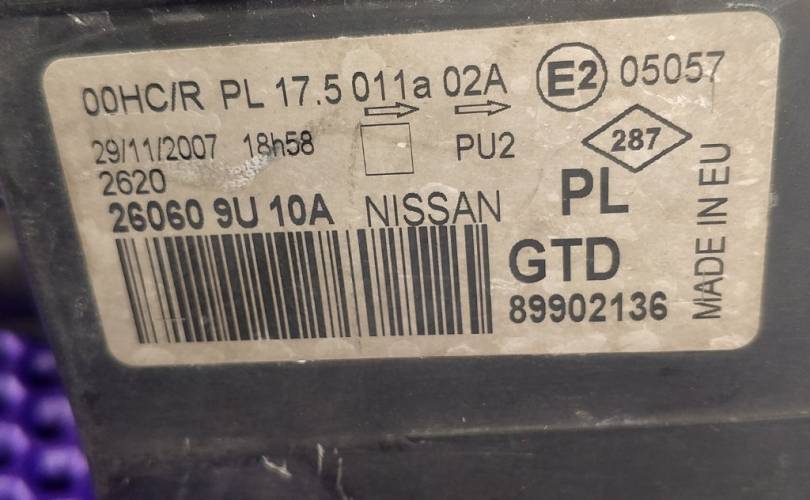 00HC/R PL 17.5 011a 02A E2 05057
29/11/2007 18h58 PU2 287
2620
26060 9U 10A NISSAN PL
GTD
89902136
MADE IN EU